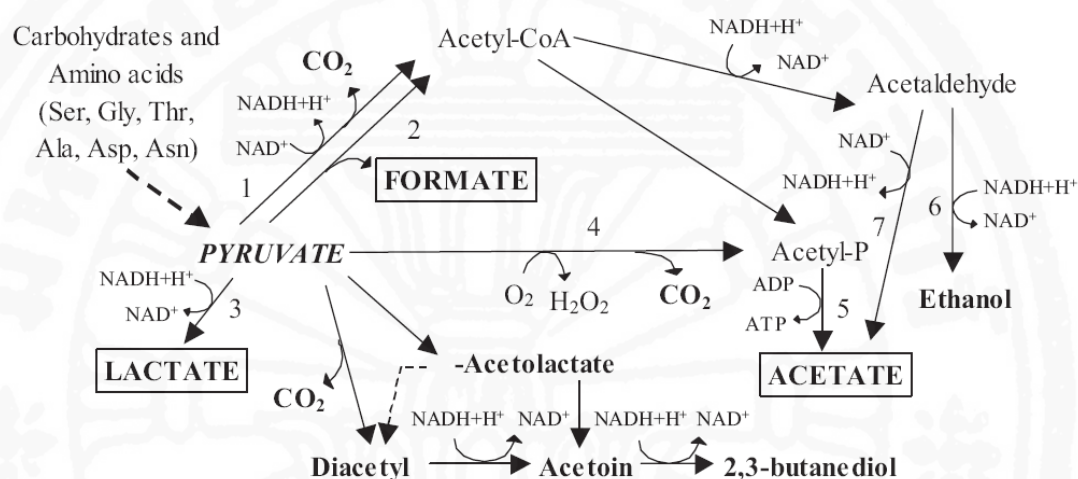 Carbohydrates and
Amino acids
(Ser, Gly, Thr,
Ala, Asp, Asn)
CO₂
NADH+H⁺
NAD⁺
1
2
FORMATE
Acetyl-CoA
NADH+H⁺
NAD⁺
Acetaldehyde
NAD⁺
NADH+H⁺
7
6
NADH+H⁺
NAD⁺
Ethanol
PYRUVATE
4
O₂
H₂O₂
CO₂
Acetyl-P
ADP
ATP
5
ACETATE
NADH+H⁺
NAD⁺
3
LACTATE
CO₂
-Acetolactate
NADH+H⁺ NAD⁺
NADH+H⁺ NAD⁺
Diacetyl
Acetoin
2,3-butanediol